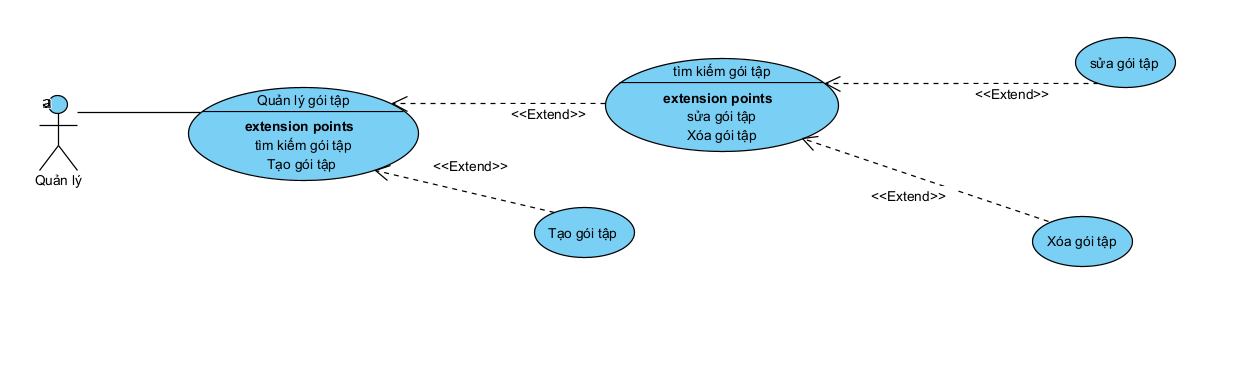 a
Quản lý
Quản lý gói tập
extension points
tìm kiếm gói tập
Tạo gói tập
<<Extend>>
<<Extend>>
Tạo gói tập
tìm kiếm gói tập
extension points
sửa gói tập
Xóa gói tập
<<Extend>>
<<Extend>>
sửa gói tập
Xóa gói tập